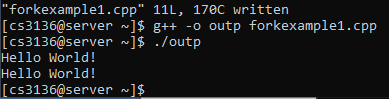 "forkexample1.cpp" 11L, 170C written
[cs3136@server ~]$ g++ -o outp forkexample1.cpp
[cs3136@server ~]$ ./outp
Hello World!
Hello World!
[cs3136@server ~]$